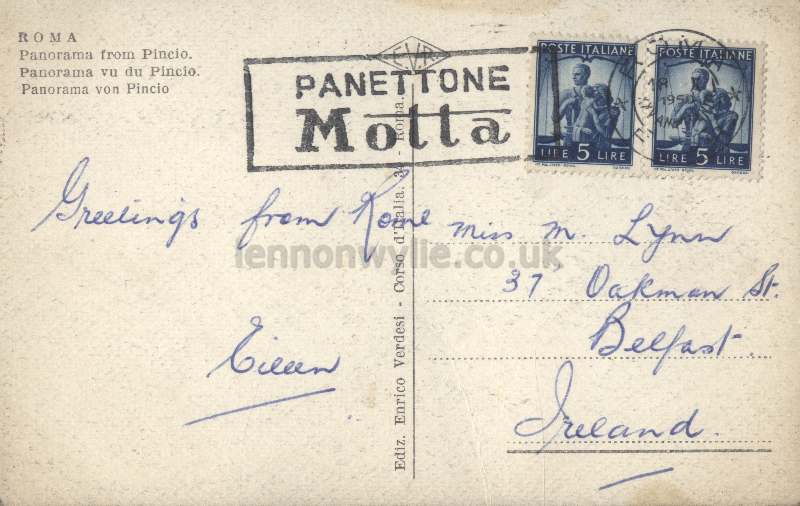 ROMA
Panorama from Pincio.
Panorama vu du Pincio.
Panorama von Pincio
E.V.R.
PANETTONE
Motta
POSTE ITALIANE
LIRE 5 LIRE
POSTE ITALIANE
LIRE 5 LIRE
1950
Greetings from Rome
Eileen
Ediz. Enrico Verdesi - Corso d'Italia. 34 - Roma.
Miss M. Lynn
37, Oakman St.
Belfast.
Ireland.
lennonwylie.co.uk